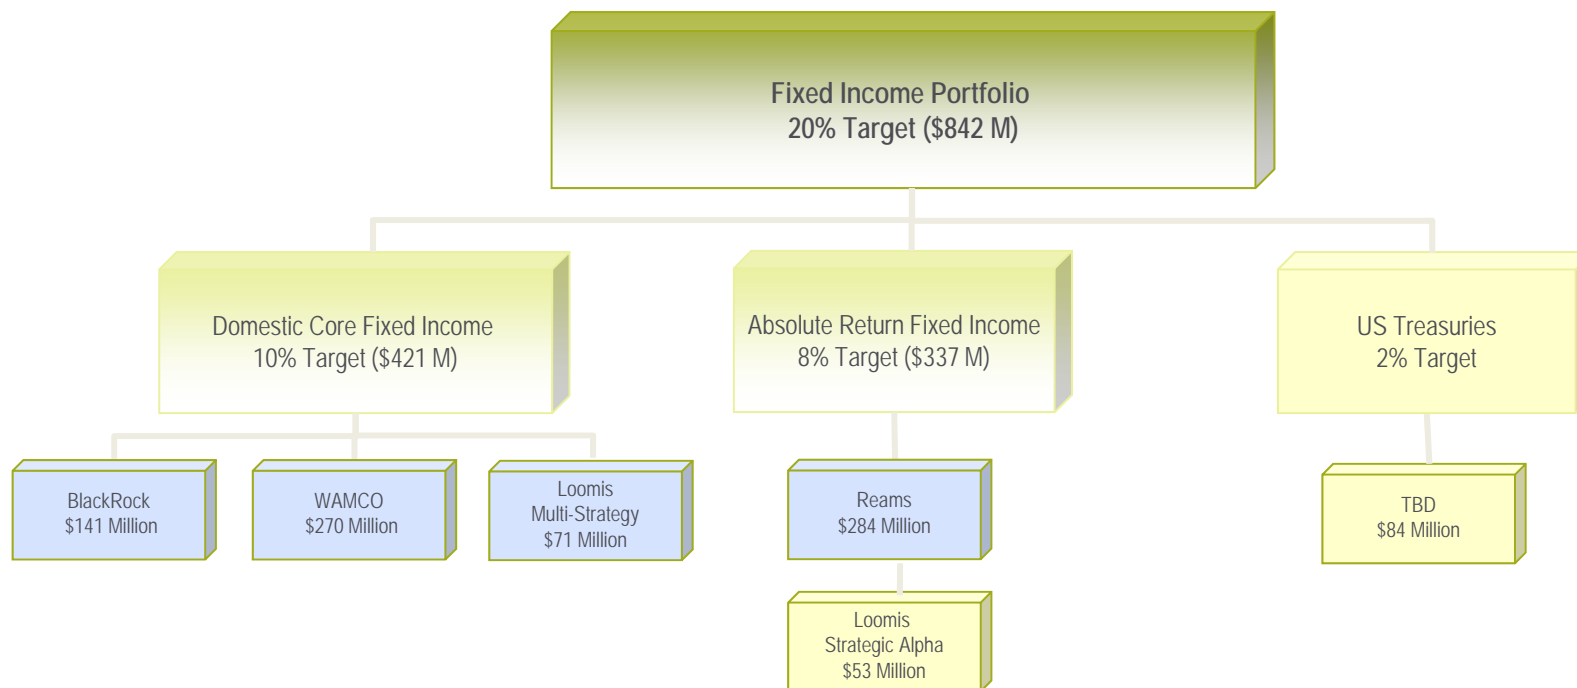 Fixed Income Portfolio
20% Target ($842 M)
Domestic Core Fixed Income
10% Target ($421 M)
Absolute Return Fixed Income
8% Target ($337 M)
US Treasuries
2% Target
BlackRock
$141 Million
WAMCO
$270 Million
Loomis
Multi-Strategy
$71 Million
Reams
$284 Million
TBD
$84 Million
Loomis
Strategic Alpha
$53 Million